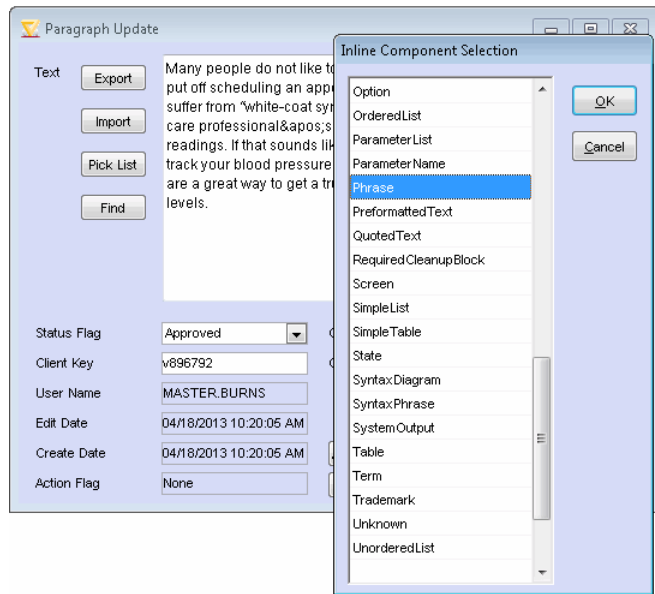 Paragraph Update
Text
Export
Import
Pick List
Find
Many people do not like to
put off scheduling an
suffer from "white-coat
care professional&apos;s
readings. If that sounds
track your blood pressure
are a great way to get a
levels.
Status Flag
Approved
Client Key
v896792
User Name
MASTER.BURNS
Edit Date
04/18/2013 10:20:05 AM
Create Date
04/18/2013 10:20:05 AM
Action Flag
None
Inline Component Selection
Option
OrderedList
ParameterList
ParameterName
Phrase
PreformattedText
QuotedText
RequiredCleanupBlock
Screen
SimpleList
SimpleTable
State
SyntaxDiagram
SyntaxPhrase
SystemOutput
Table
Term
Trademark
Unknown
UnorderedList
OK
Cancel